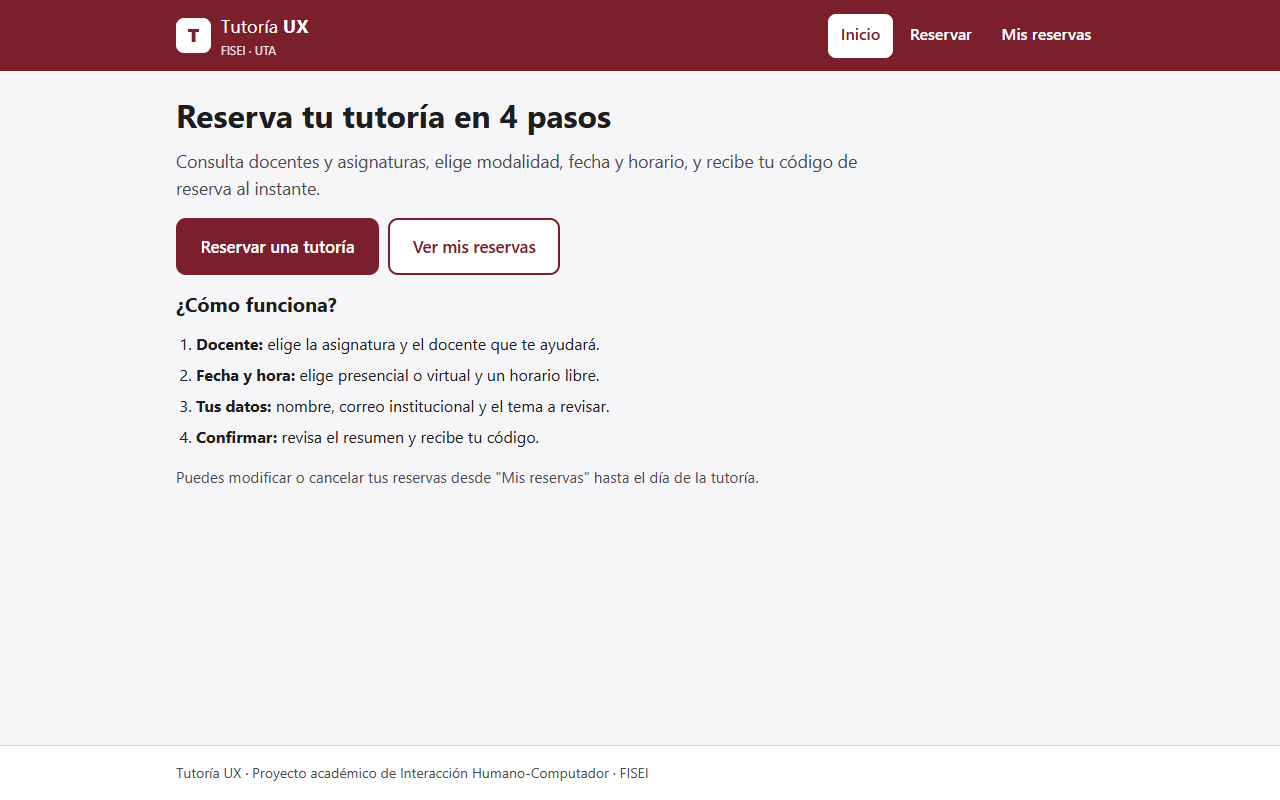 T
Tutoría UX
FISEI · UTA
Inicio
Reservar
Mis reservas
Reserva tu tutoría en 4 pasos
Consulta docentes y asignaturas, elige modalidad, fecha y horario, y recibe tu código de
reserva al instante.
Reservar una tutoría
Ver mis reservas
¿Cómo funciona?
1. Docente: elige la asignatura y el docente que te ayudará.
2. Fecha y hora: elige presencial o virtual y un horario libre.
3. Tus datos: nombre, correo institucional y el tema a revisar.
4. Confirmar: revisa el resumen y recibe tu código.
Puedes modificar o cancelar tus reservas desde "Mis reservas" hasta el día de la tutoría.
Tutoría UX · Proyecto académico de Interacción Humano-Computador · FISEI